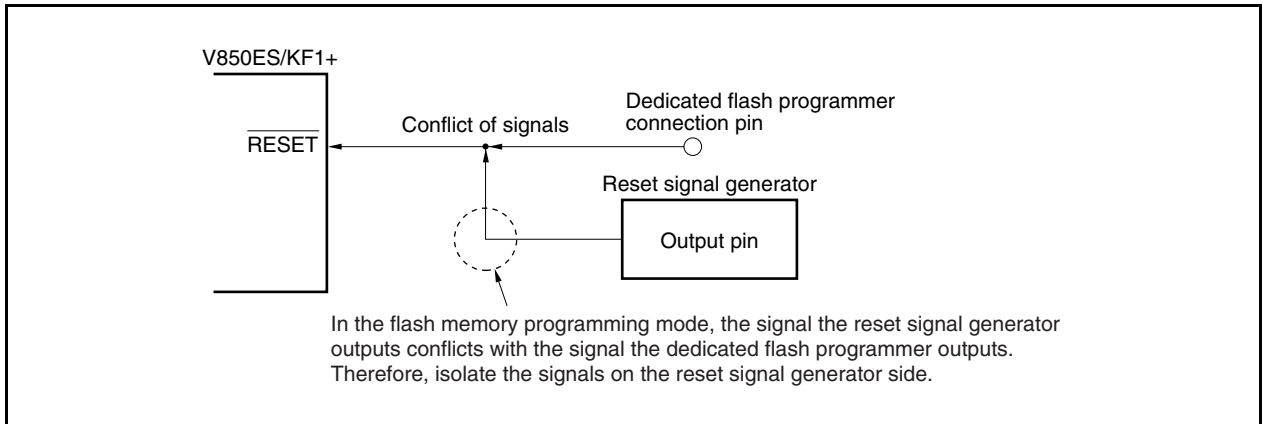 V850ES/KF1+
RESET
Conflict of signals
Dedicated flash programmer
connection pin
Reset signal generator
Output pin
In the flash memory programming mode, the signal the reset signal generator
outputs conflicts with the signal the dedicated flash programmer outputs.
Therefore, isolate the signals on the reset signal generator side.